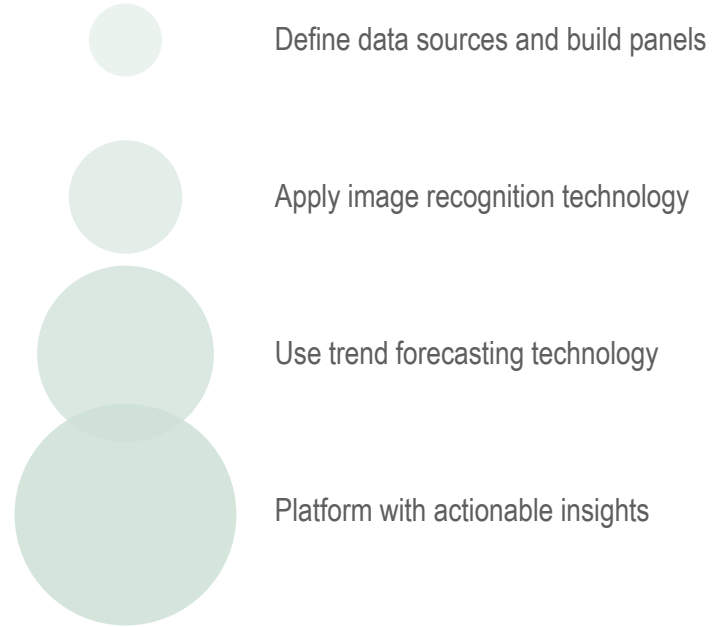 Define data sources and build panels
Apply image recognition technology
Use trend forecasting technology
Platform with actionable insights